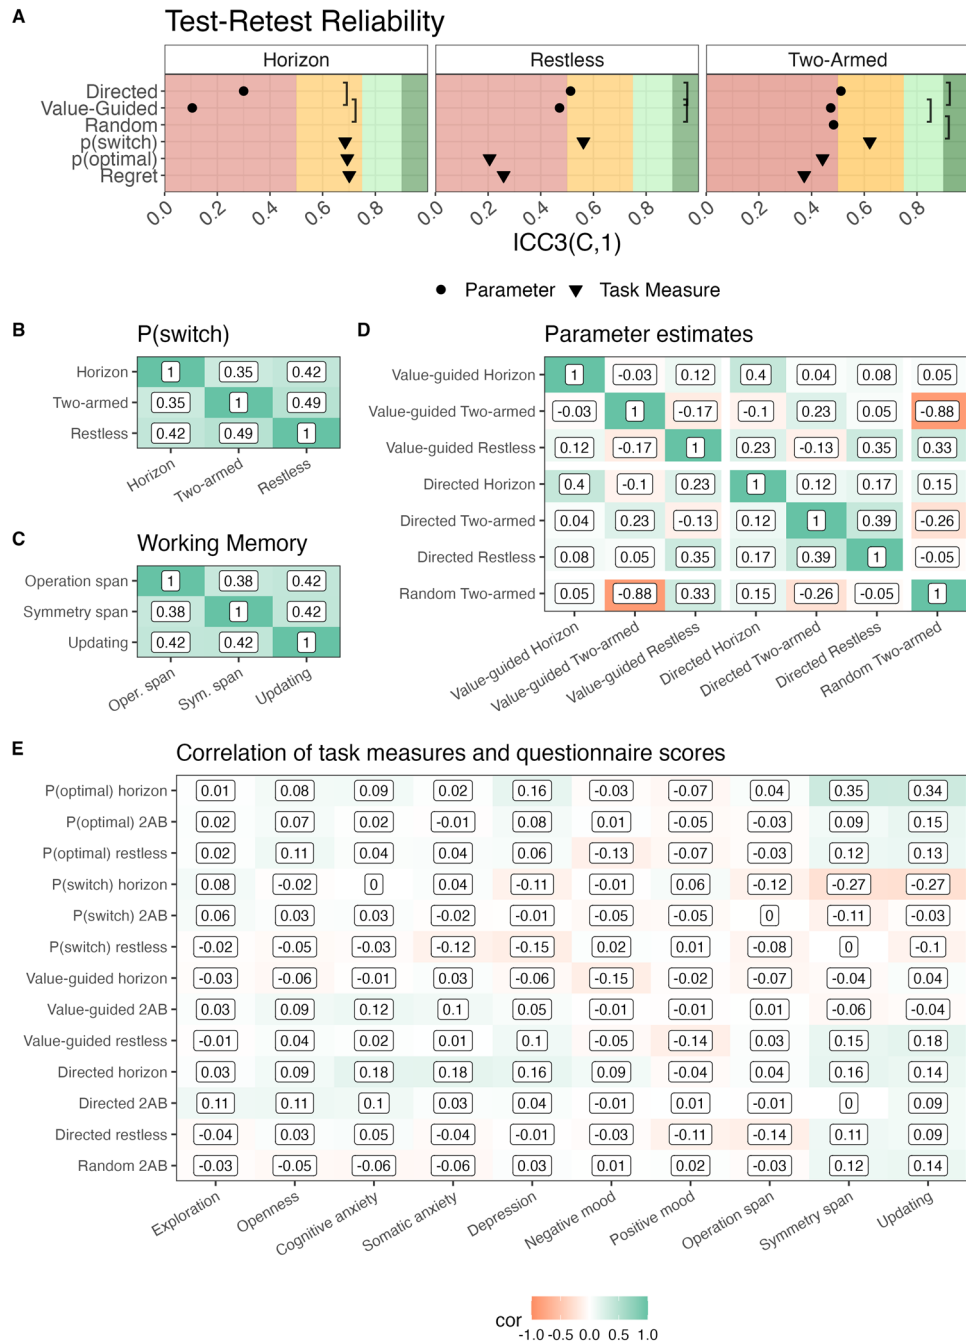 A
Test-Retest Reliability
Horizon Restless Two-Armed
Directed
Value-Guided
Random
p(switch)
p(optimal)
Regret
0.0 0.2 0.4 0.6 0.8 0.0 0.2 0.4 0.6 0.8 0.0 0.2 0.4 0.6 0.8
ICC3(C,1)
Parameter Task Measure
B
P(switch)
Horizon 1 0.35 0.42
Two-armed 0.35 1 0.49
Restless 0.42 0.49 1
Horizon Two-armed Restless
C
Working Memory
Operation span 1 0.38 0.42
Symmetry span 0.38 1 0.42
Updating 0.42 0.42 1
Oper. span Sym. span Updating
D
Parameter estimates
Value-guided Horizon 1 -0.03 0.12 0.4 0.04 0.08 0.05
Value-guided Two-armed -0.03 1 -0.17 -0.1 0.23 0.05 -0.88
Value-guided Restless 0.12 -0.17 1 0.23 -0.13 0.35 0.33
Directed Horizon 0.4 -0.1 0.23 1 0.12 0.17 0.15
Directed Two-armed 0.04 0.23 -0.13 0.12 1 0.39 -0.26
Directed Restless 0.08 0.05 0.35 0.17 0.39 1 -0.05
Random Two-armed 0.05 -0.88 0.33 0.15 -0.26 -0.05 1
Value-guided Horizon Value-guided Two-armed Value-guided Restless Directed Horizon Directed Two-armed Directed Restless Random Two-armed
E
Correlation of task measures and questionnaire scores
P(optimal) horizon 0.01 0.08 0.09 0.02 0.16 -0.03 -0.07 0.04 0.35 0.34
P(optimal) 2AB 0.02 0.07 0.02 -0.01 0.08 0.01 -0.05 -0.03 0.09 0.15
P(optimal) restless 0.02 0.11 0.04 0.04 0.06 -0.13 -0.07 -0.03 0.12 0.13
P(switch) horizon 0.08 -0.02 0 0.04 -0.11 -0.01 0.06 -0.12 -0.27 -0.27
P(switch) 2AB 0.06 0.03 0.03 -0.02 -0.01 -0.05 -0.05 0 -0.11 -0.03
P(switch) restless -0.02 -0.05 -0.03 -0.12 -0.15 0.02 0.01 -0.08 0 -0.1
Value-guided horizon -0.03 -0.06 -0.01 0.03 -0.06 -0.15 -0.02 -0.07 -0.04 0.04
Value-guided 2AB 0.03 0.09 0.12 0.1 0.05 -0.01 -0.01 0.01 -0.06 -0.04
Value-guided restless -0.01 0.04 0.02 0.01 0.1 -0.05 -0.14 0.03 0.15 0.18
Directed horizon 0.03 0.09 0.18 0.18 0.16 0.09 -0.04 0.04 0.16 0.14
Directed 2AB 0.11 0.11 0.1 0.03 0.04 -0.01 0.01 -0.01 0 0.09
Directed restless -0.04 0.03 0.05 -0.04 -0.01 -0.03 -0.11 -0.14 0.11 0.09
Random 2AB -0.03 -0.05 -0.06 -0.06 0.03 0.01 0.02 -0.03 0.12 0.14
Exploration Openness Cognitive anxiety Somatic anxiety Depression Negative mood Positive mood Operation span Symmetry span Updating
cor
-1.0 -0.5 0.0 0.5 1.0